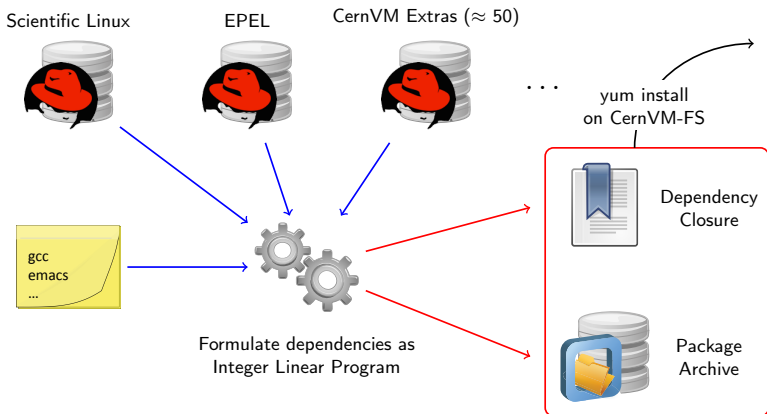 Scientific Linux
EPEL
CernVM Extras (≈ 50)
. . .
yum install
on CernVM-FS
gcc
emacs
...
Dependency
Closure
Formulate dependencies as
Integer Linear Program
Package
Archive